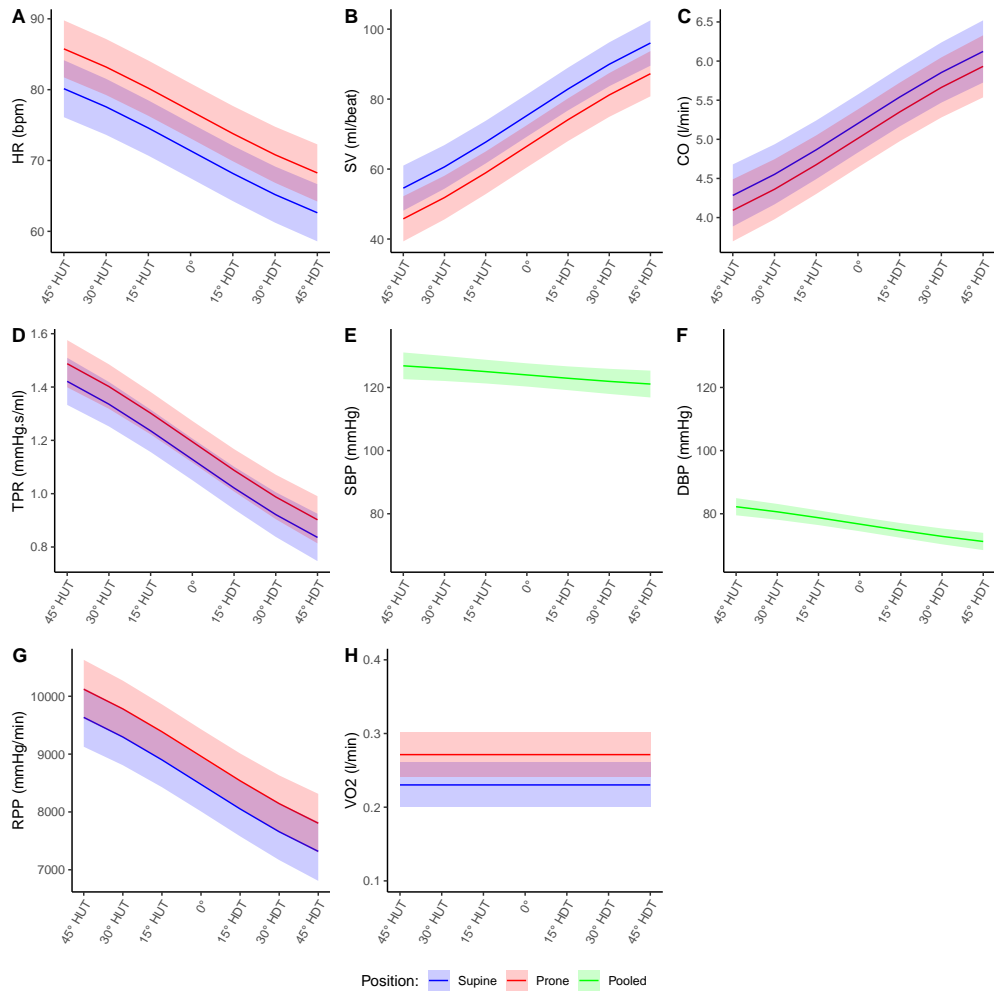 A
HR (bpm)
90
80
70
60
45° HUT
30° HUT
15° HUT
0°
15° HDT
30° HDT
45° HDT
B
SV (ml/beat)
100
80
60
40
45° HUT
30° HUT
15° HUT
0°
15° HDT
30° HDT
45° HDT
C
CO (l/min)
6.5
6.0
5.5
5.0
4.5
4.0
45° HUT
30° HUT
15° HUT
0°
15° HDT
30° HDT
45° HDT
D
TPR (mmHg.s/ml)
1.6
1.4
1.2
1.0
0.8
45° HUT
30° HUT
15° HUT
0°
15° HDT
30° HDT
45° HDT
E
SBP (mmHg)
120
80
45° HUT
30° HUT
15° HUT
0°
15° HDT
30° HDT
45° HDT
F
DBP (mmHg)
120
80
45° HUT
30° HUT
15° HUT
0°
15° HDT
30° HDT
45° HDT
G
RPP (mmHg/min)
10000
9000
8000
7000
45° HUT
30° HUT
15° HUT
0°
15° HDT
30° HDT
45° HDT
H
VO2 (l/min)
0.4
0.3
0.2
0.1
45° HUT
30° HUT
15° HUT
0°
15° HDT
30° HDT
45° HDT
Position: Supine Prone Pooled